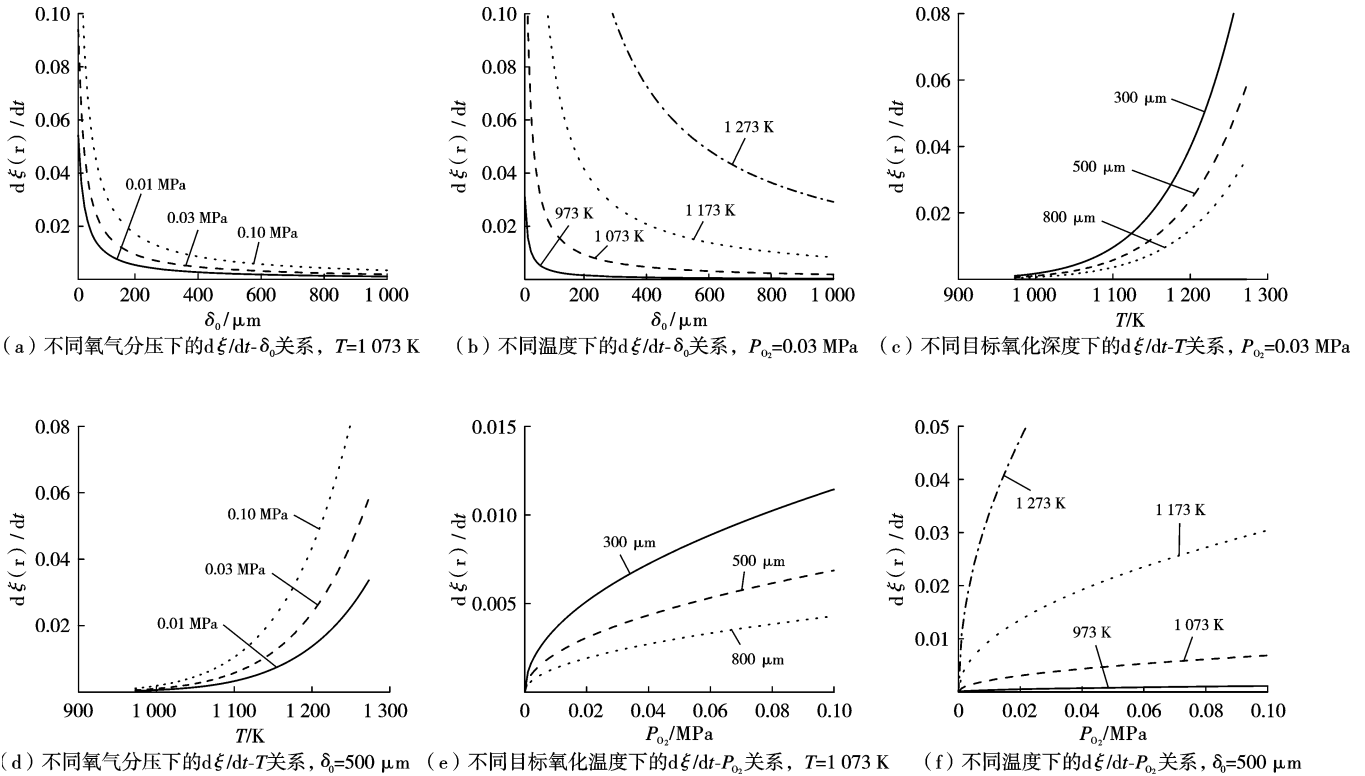 0.10
0.08
0.06
0.04
0.02
dξ(r)/dt
0.01 MPa
0.03 MPa
0.10 MPa
0 200 400 600 800 1 000
δ₀/μm
(a)不同氧气分压下的dξ/dt-δ₀关系，T=1 073 K
0.10
0.08
0.06
0.04
0.02
dξ(r)/dt
1 273 K
973 K
1 173 K
1 073 K
0 200 400 600 800 1 000
δ₀/μm
(b)不同温度下的dξ/dt-δ₀关系，P_O₂=0.03 MPa
0.08
0.06
0.04
0.02
dξ(r)/dt
300 μm
500 μm
800 μm
900 1 000 1 100 1 200 1 300
T/K
(c)不同目标氧化深度下的dξ/dt-T关系，P_O₂=0.03 MPa
0.08
0.06
0.04
0.02
dξ(r)/dt
0.10 MPa
0.03 MPa
0.01 MPa
900 1 000 1 100 1 200 1 300
T/K
(d)不同氧气分压下的dξ/dt-T关系，δ₀=500 μm
0.015
0.010
0.005
dξ(r)/dt
300 μm
500 μm
800 μm
0 0.02 0.04 0.06 0.08 0.10
P_O₂/MPa
(e)不同目标氧化温度下的dξ/dt-P_O₂关系，T=1 073 K
0.05
0.04
0.03
0.02
0.01
dξ(r)/dt
1 273 K
1 173 K
973 K
1 073 K
0 0.02 0.04 0.06 0.08 0.10
P_O₂/MPa
(f)不同温度下的dξ/dt-P_O₂关系，δ₀=500 μm